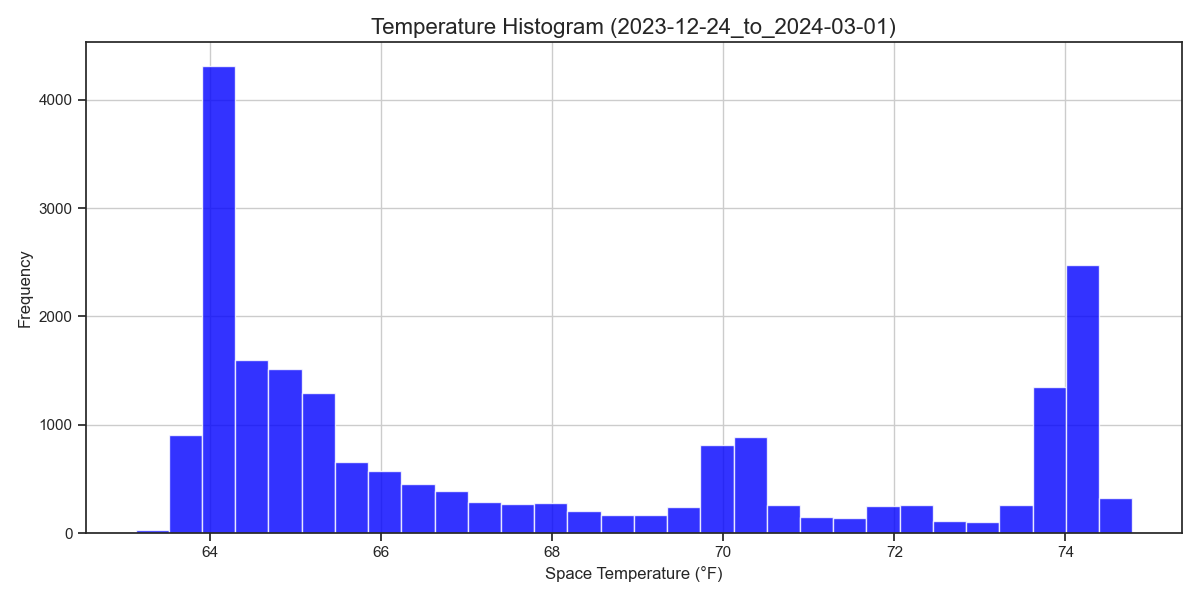 Temperature Histogram (2023-12-24_to_2024-03-01)
4000
3000
2000
1000
0
Frequency
64 66 68 70 72 74
Space Temperature (°F)